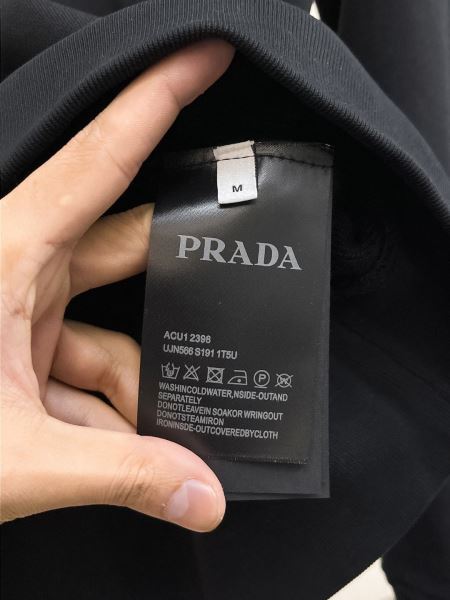 M
PRADA
ACU1 2396
UJN566 S191 1T5U
WASHINCOLDWATER,NSIDE-OUTAND
SEPARATELY
DONOTLEAVEIN SOAKOR WRINGOUT
DONOTSTEAMIRON
IRONINSDE-OUTCOVEREDBYCLOTH